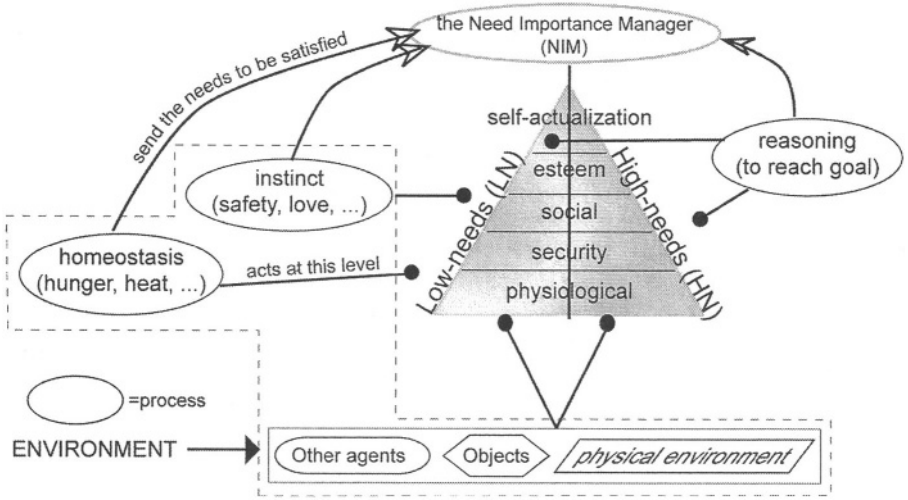 the Need Importance Manager
(NIM)
send the needs to be satisfied
self-actualization
reasoning
(to reach goal)
instinct
(safety, love, ...)
esteem
Low-needs (LN)
High-needs (HN)
social
homeostasis
(hunger, heat, ...)
acts at this level
security
physiological
=process
ENVIRONMENT
Other agents
Objects
physical environment